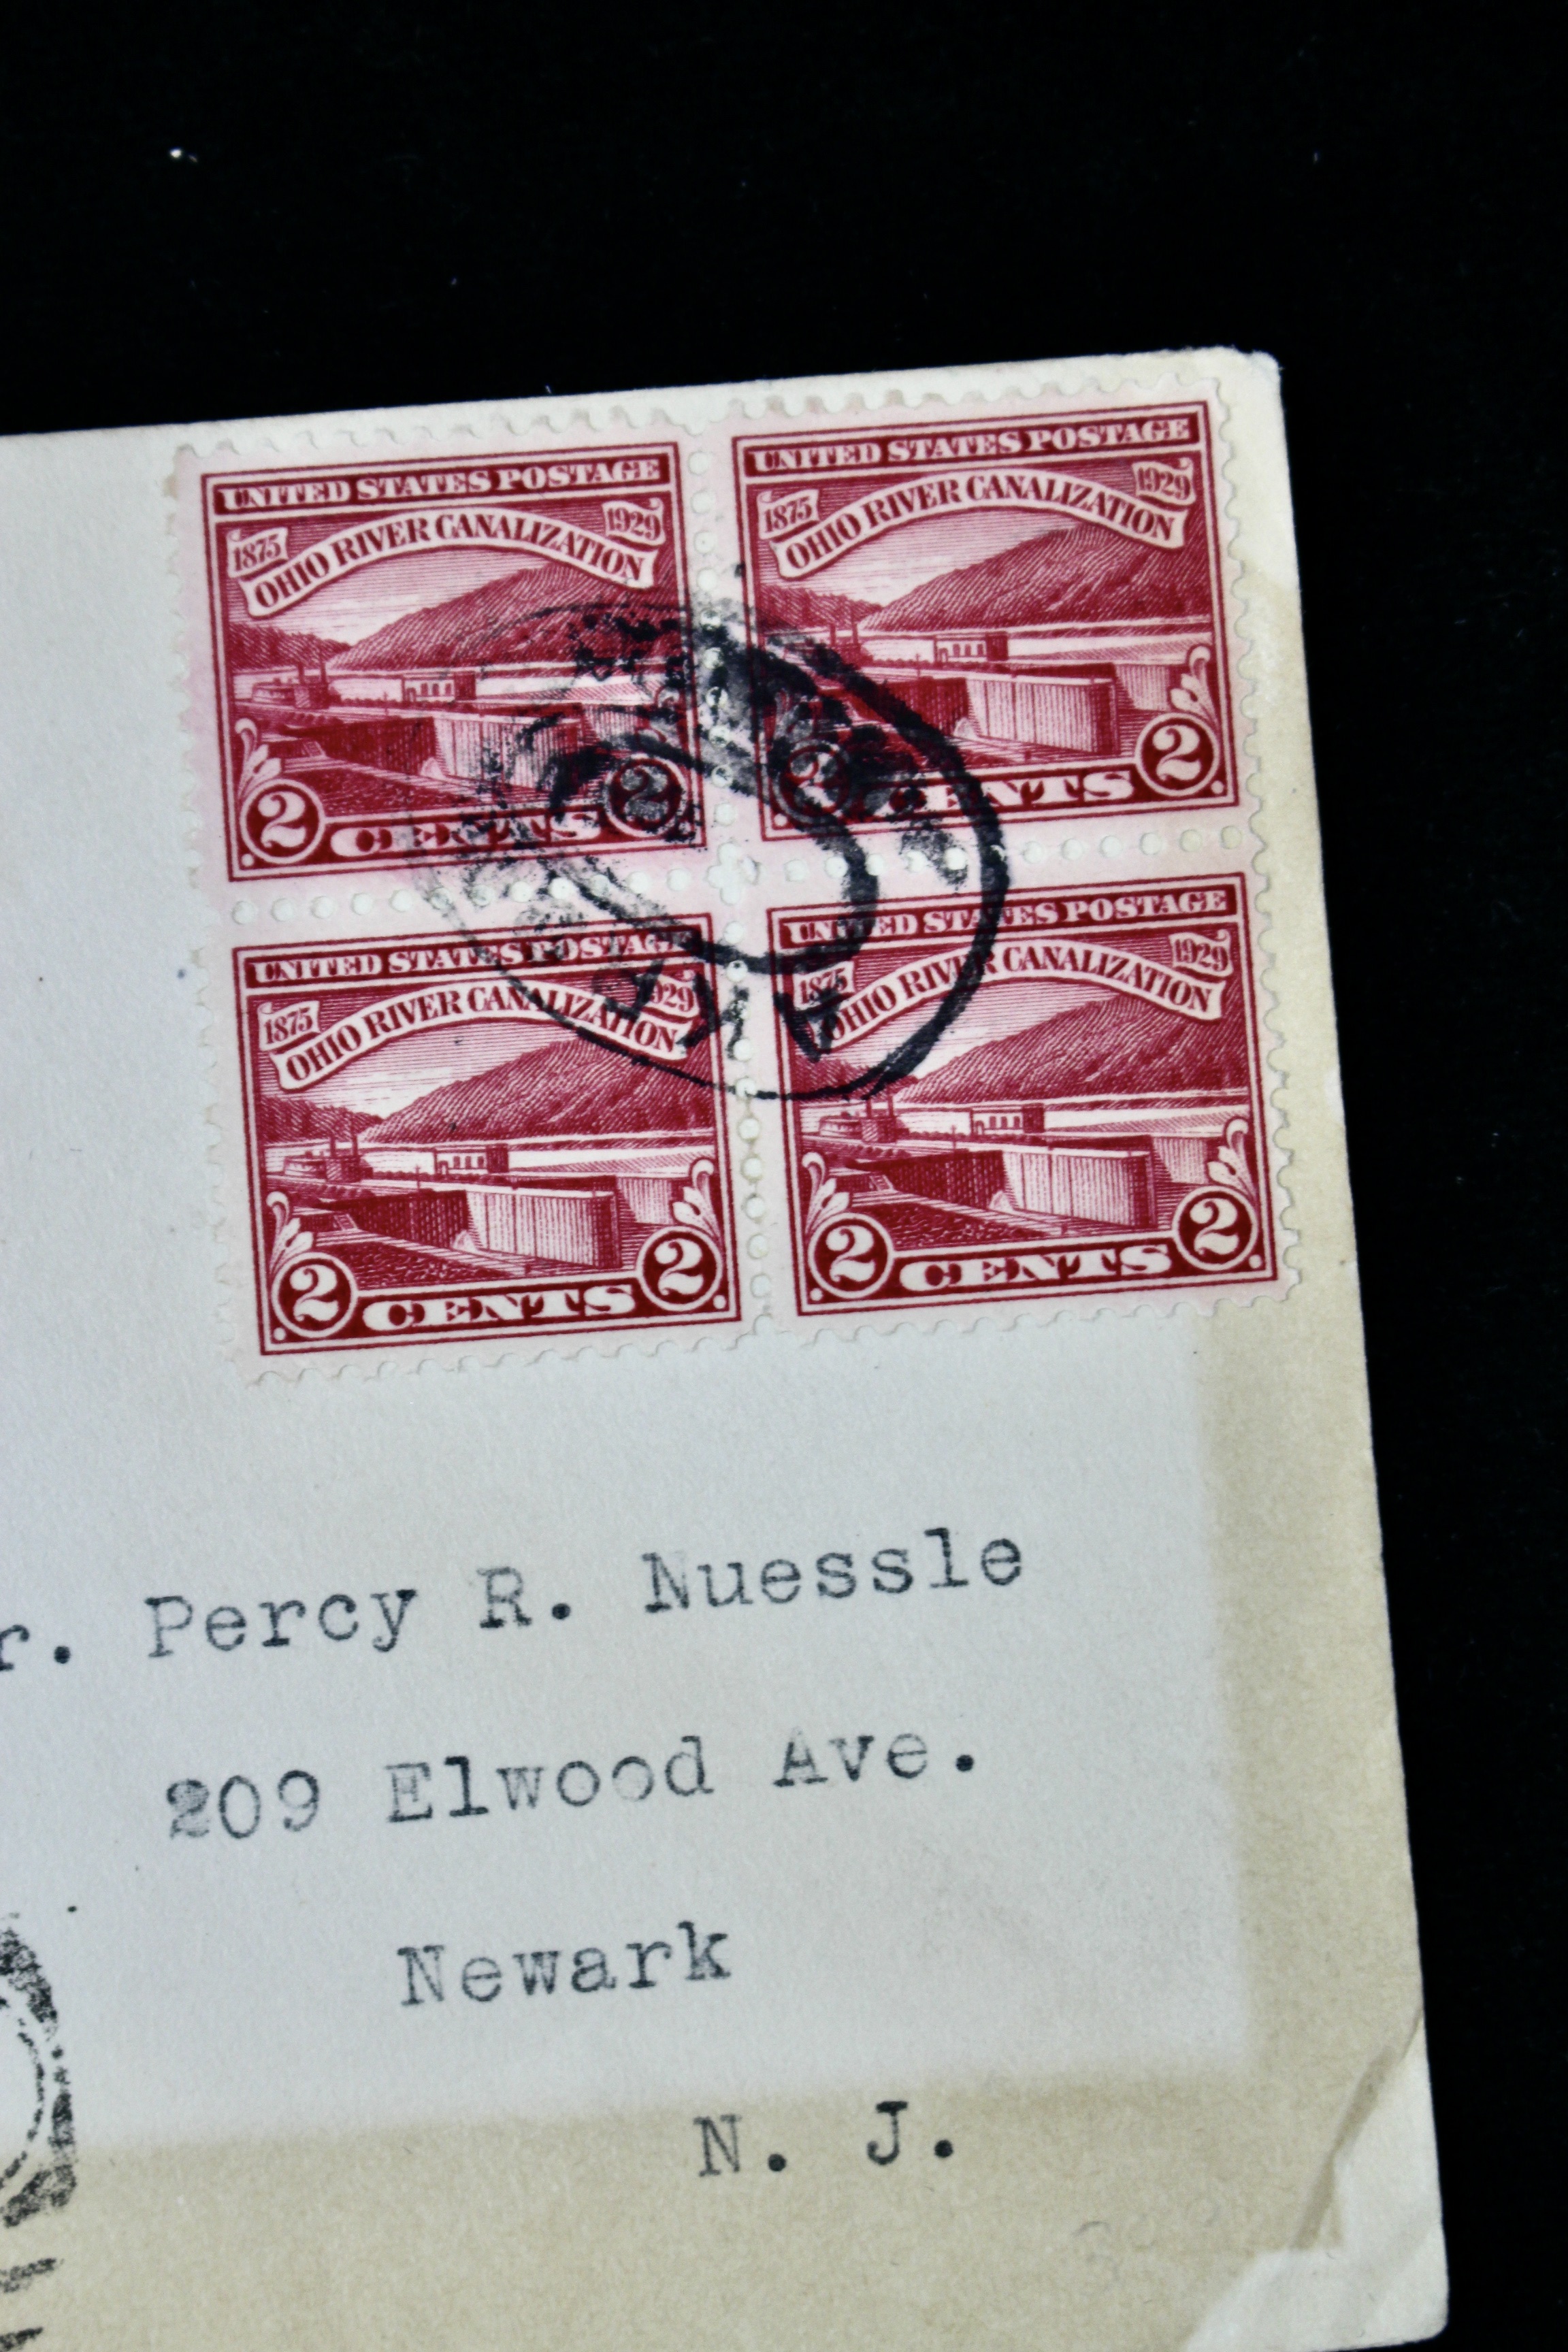 UNITED STATES POSTAGE
1875 OHIO RIVER CANALIZATION 1929
2 CENTS 2
UNITED STATES POSTAGE
1875 OHIO RIVER CANALIZATION 1929
2 CENTS 2
UNITED STATES POSTAGE
1875 OHIO RIVER CANALIZATION 1929
2 CENTS 2
UNITED STATES POSTAGE
1875 OHIO RIVER CANALIZATION 1929
2 CENTS 2
r. Percy R. Nuessle
209 Elwood Ave.
Newark
N. J.